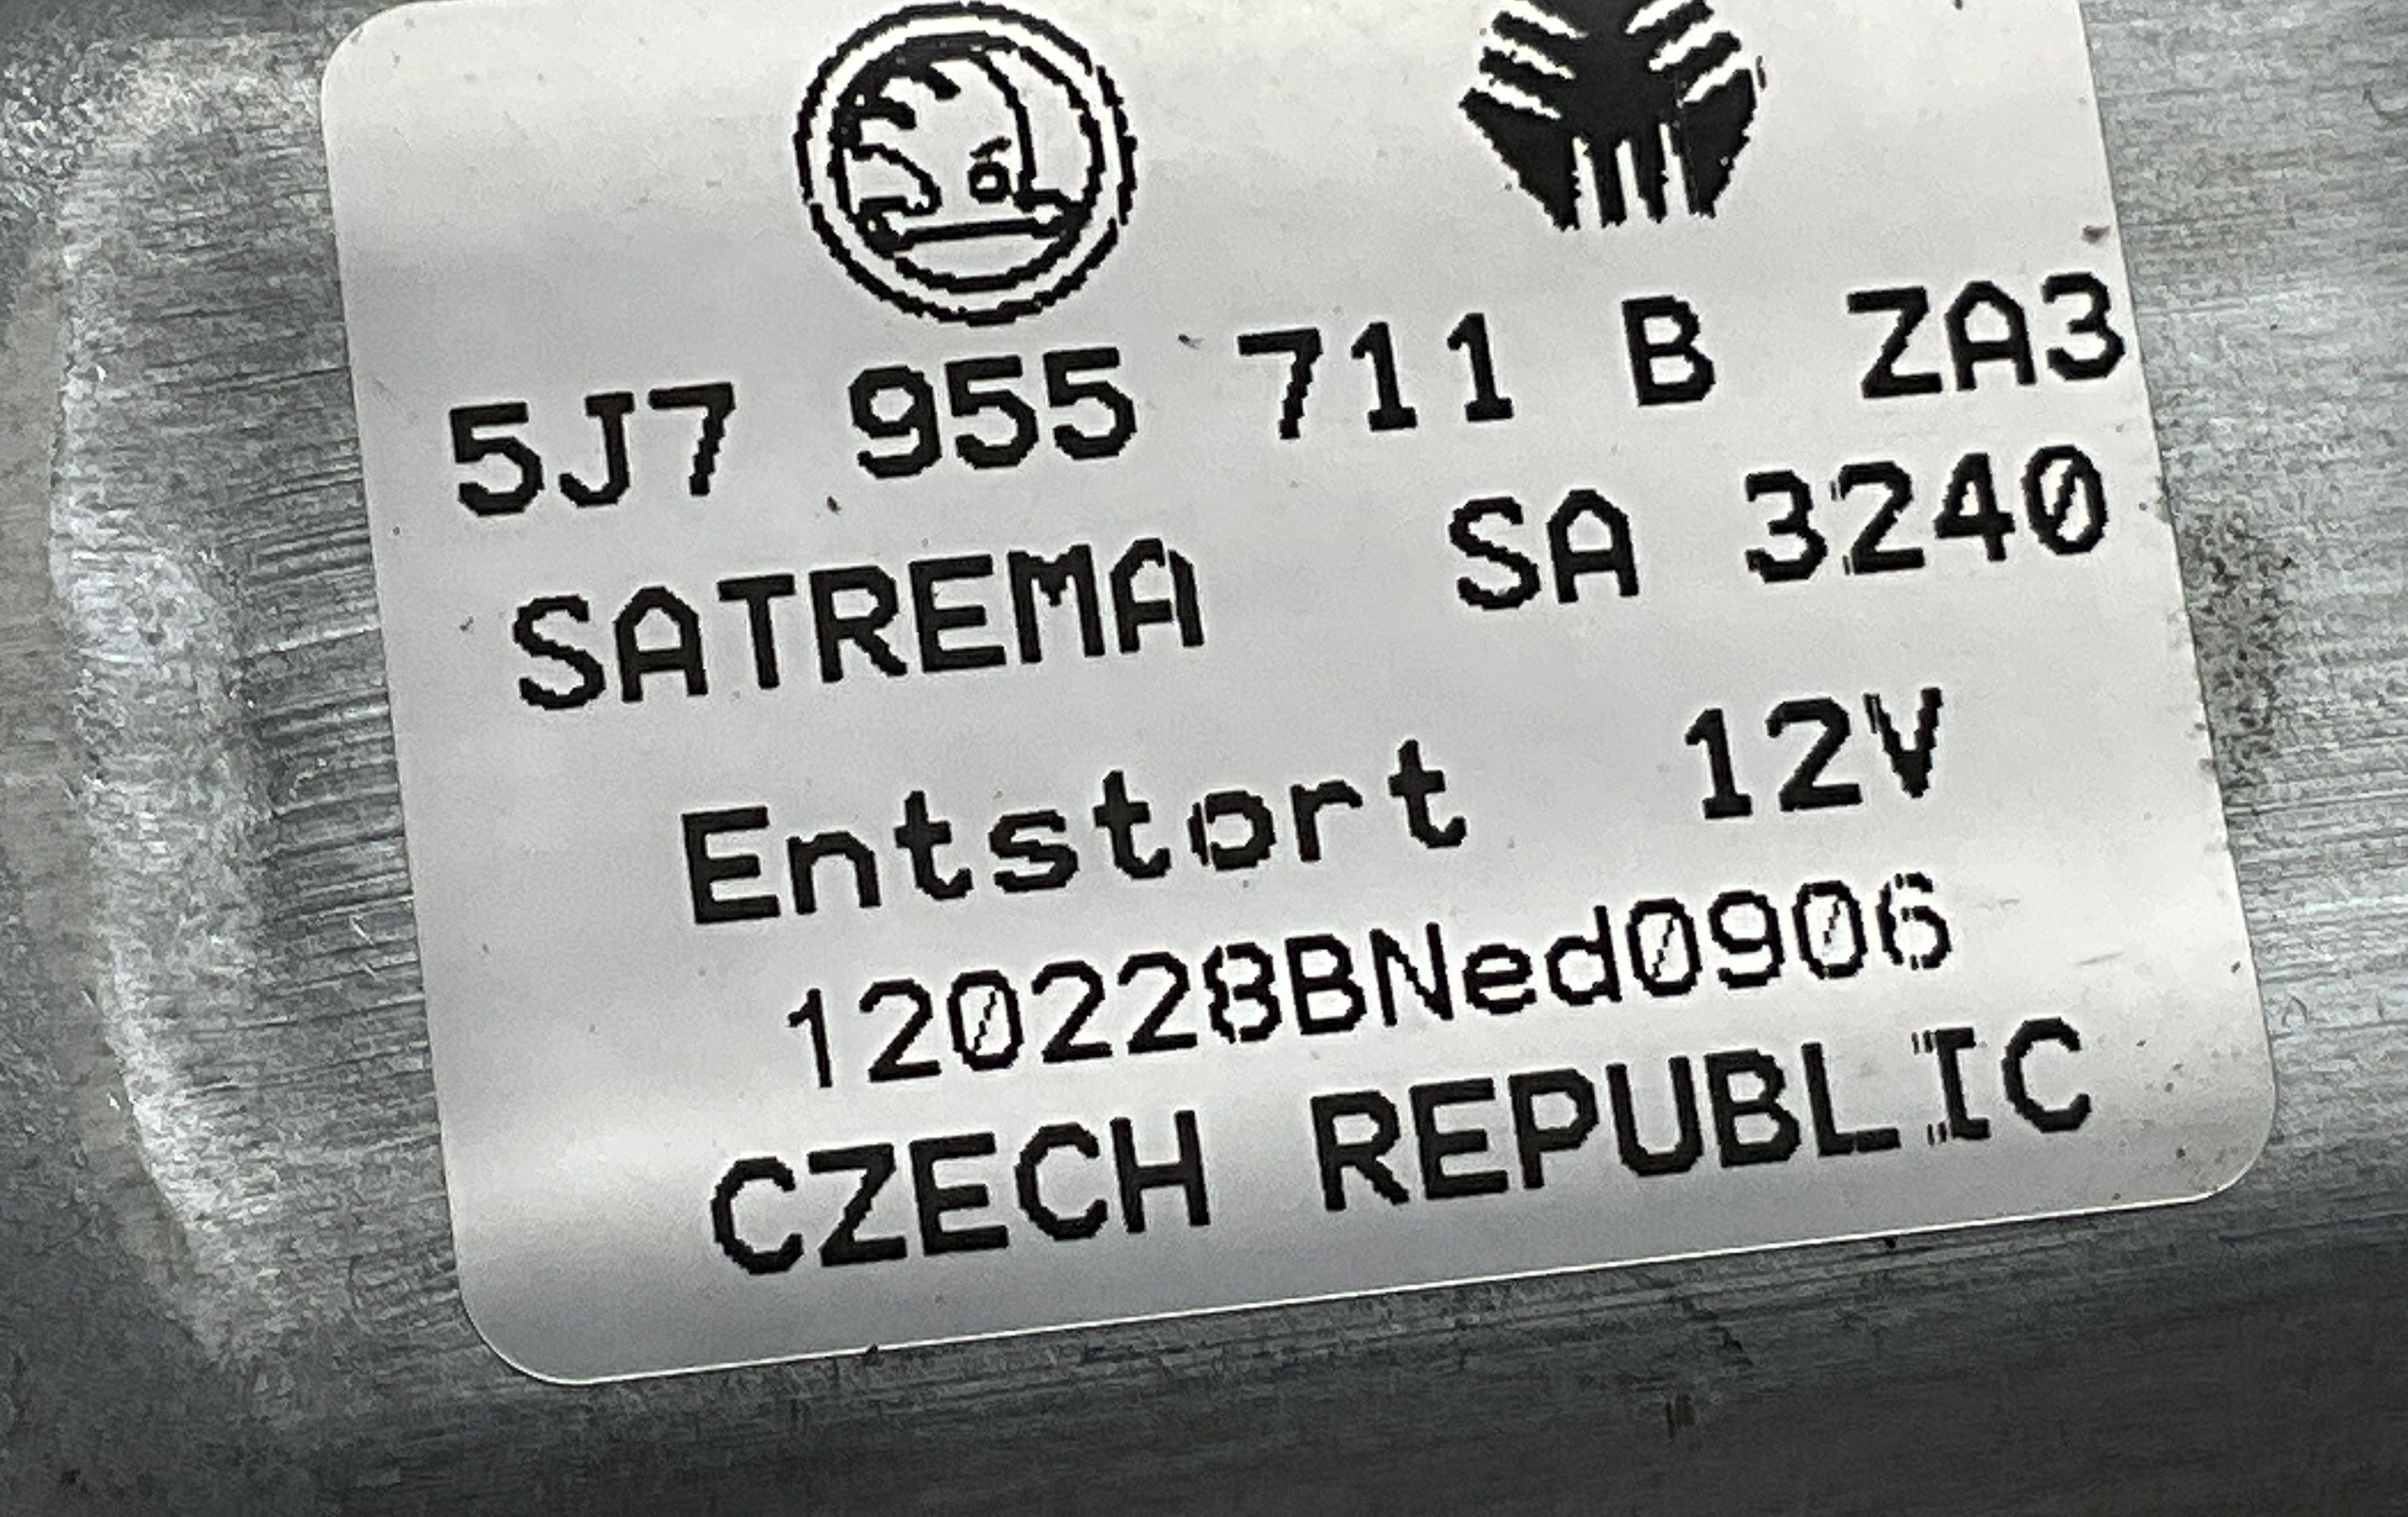 5J7 955 711 B ZA3
SATREMA SA 3240
Entstort 12V
120228BNed0906
CZECH REPUBLIC